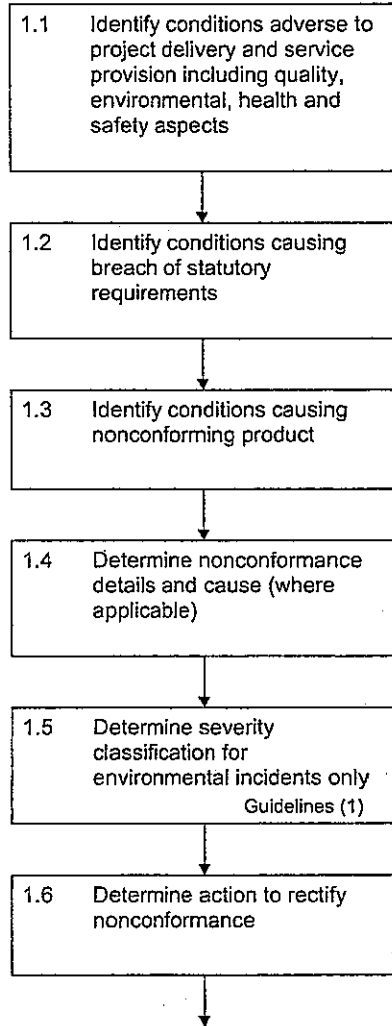 1.1 Identify conditions adverse to
project delivery and service
provision including quality,
environmental, health and
safety aspects
1.2 Identify conditions causing
breach of statutory
requirements
1.3 Identify conditions causing
nonconforming product
1.4 Determine nonconformance
details and cause (where
applicable)
1.5 Determine severity
classification for
environmental incidents only
Guidelines (1)
1.6 Determine action to rectify
nonconformance